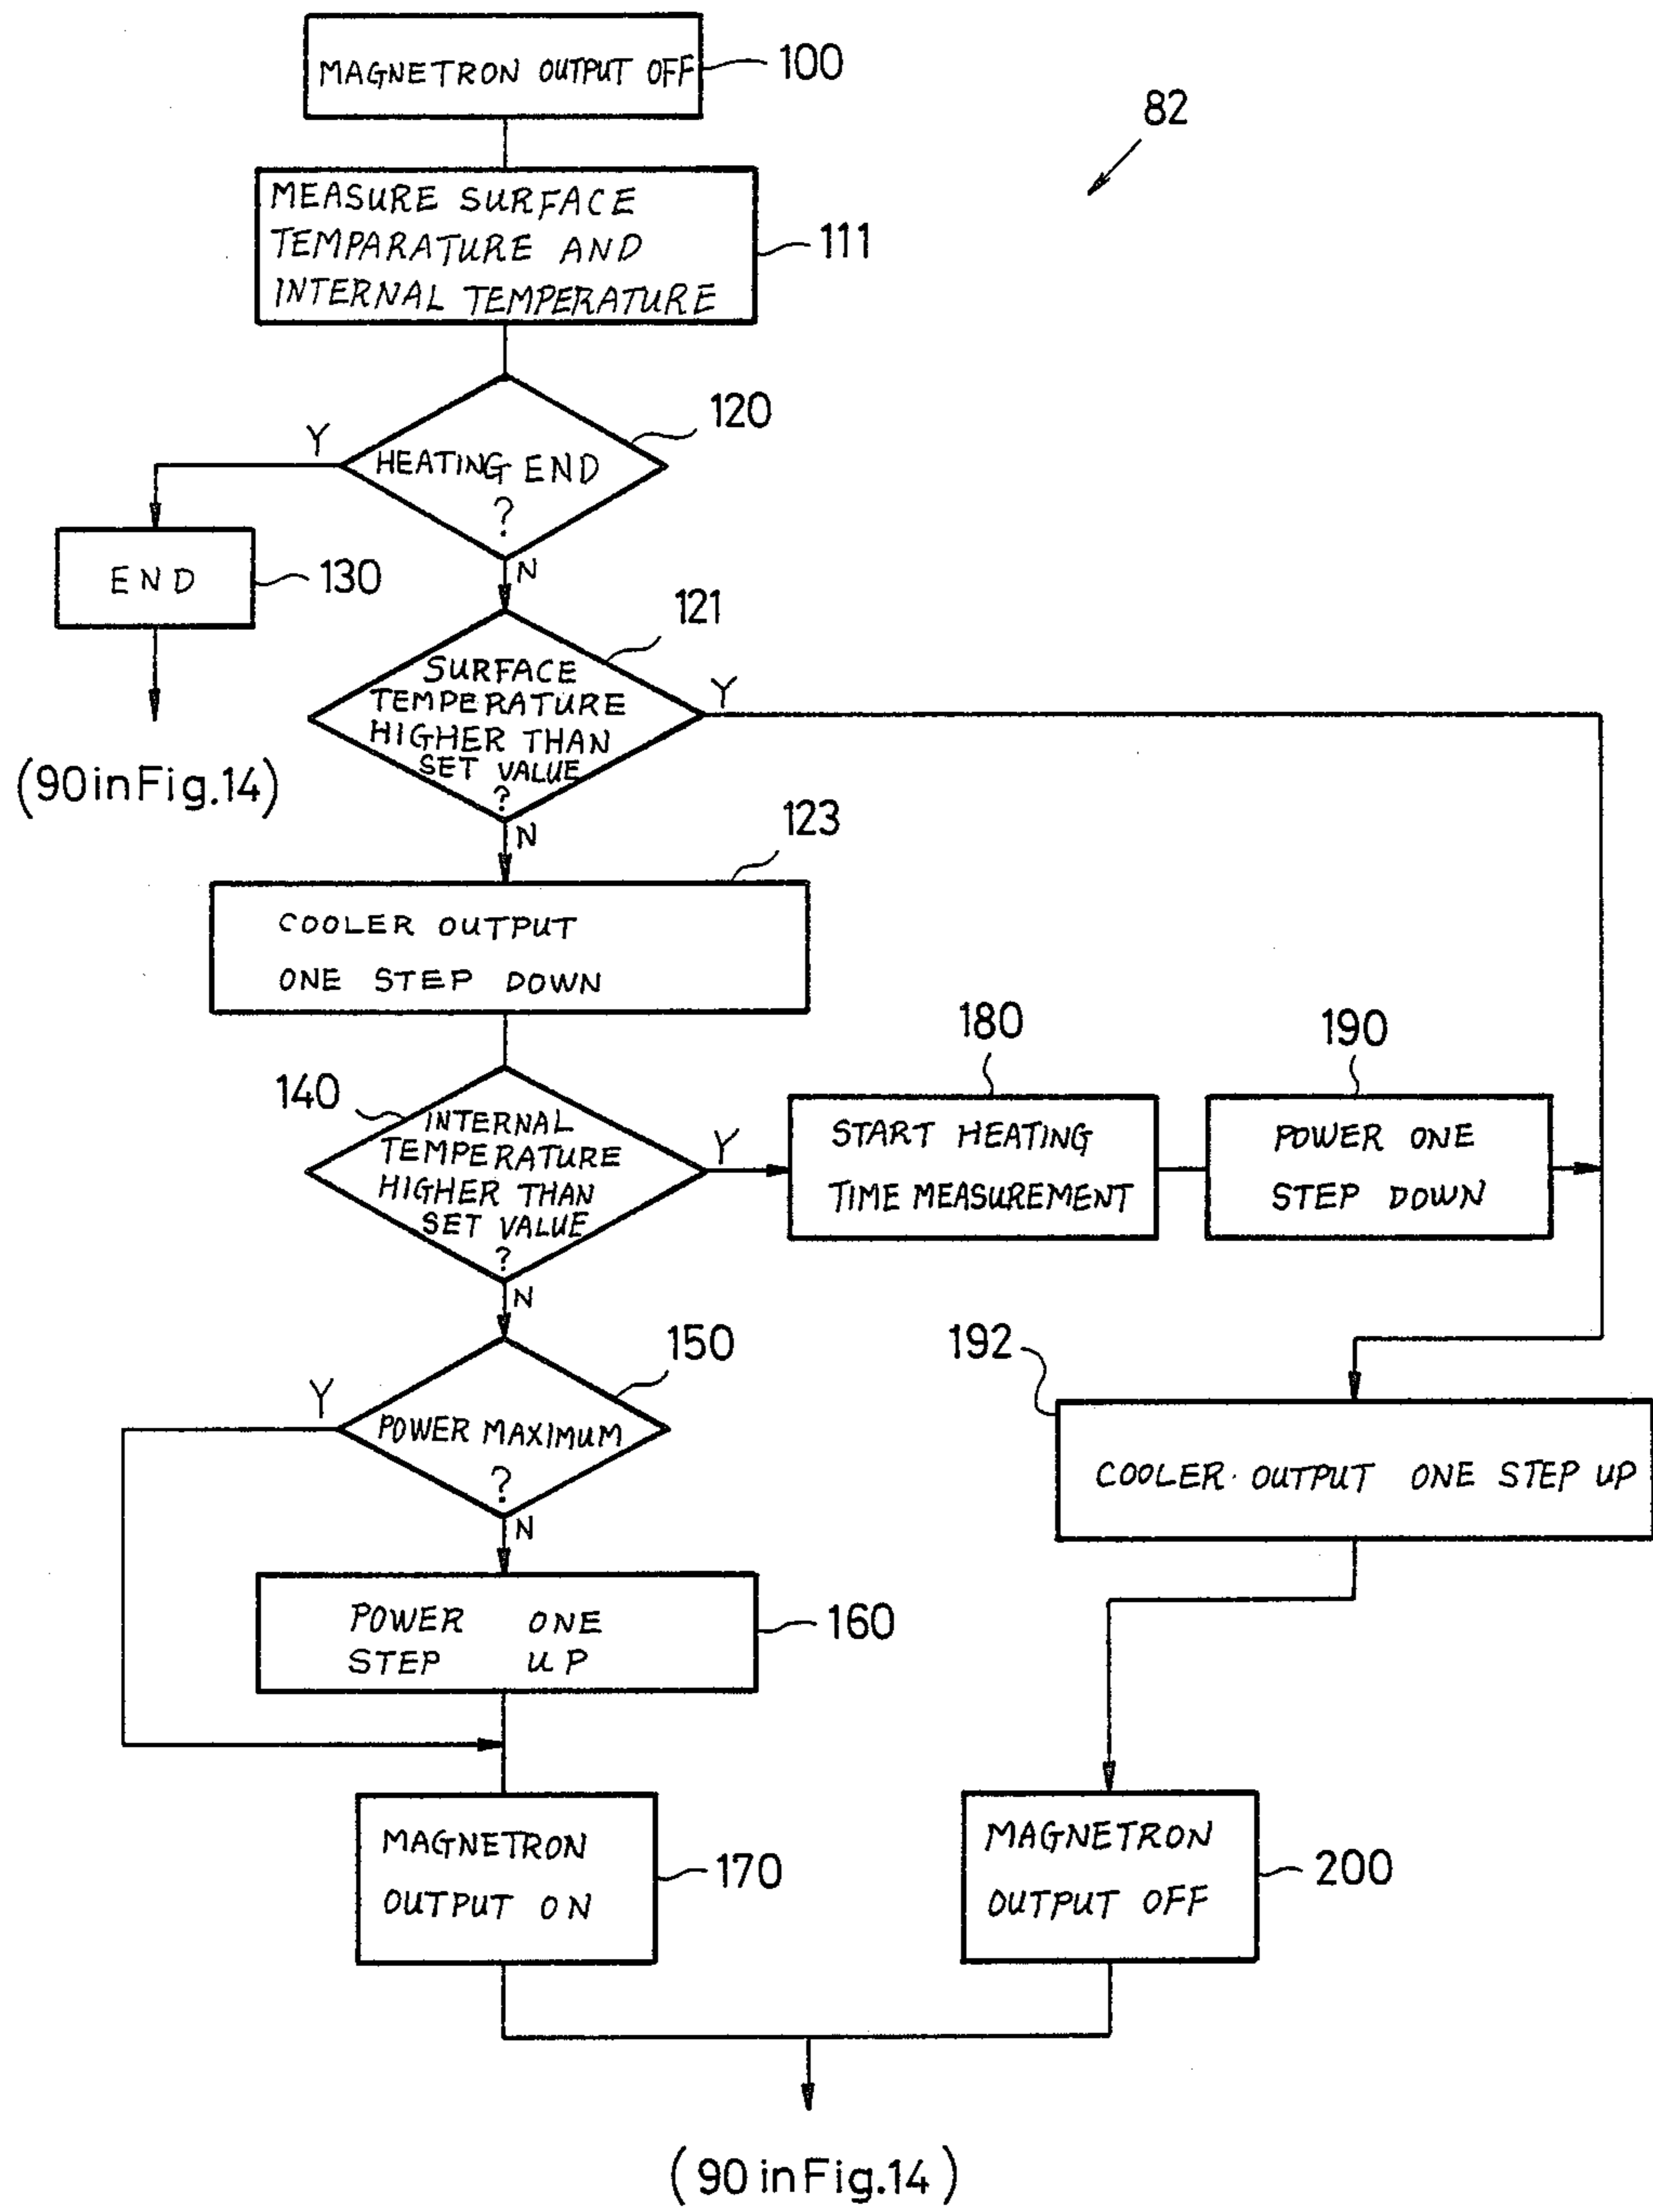 MAGNETRON OUTPUT OFF
100
82
MEASURE SURFACE
TEMPARATURE AND
INTERNAL TEMPERATURE
111
120
Y
HEATING END
?
N
END
130
(90 in Fig.14)
121
SURFACE
TEMPERATURE
HIGHER THAN
SET VALUE
?
Y
N
123
COOLER OUTPUT
ONE STEP DOWN
140
INTERNAL
TEMPERATURE
HIGHER THAN
SET VALUE
?
Y
N
180
START HEATING
TIME MEASUREMENT
190
POWER ONE
STEP DOWN
150
Y
POWER MAXIMUM
?
N
192
COOLER OUTPUT ONE STEP UP
POWER ONE
STEP UP
160
MAGNETRON
OUTPUT ON
170
MAGNETRON
OUTPUT OFF
200
(90 in Fig.14)